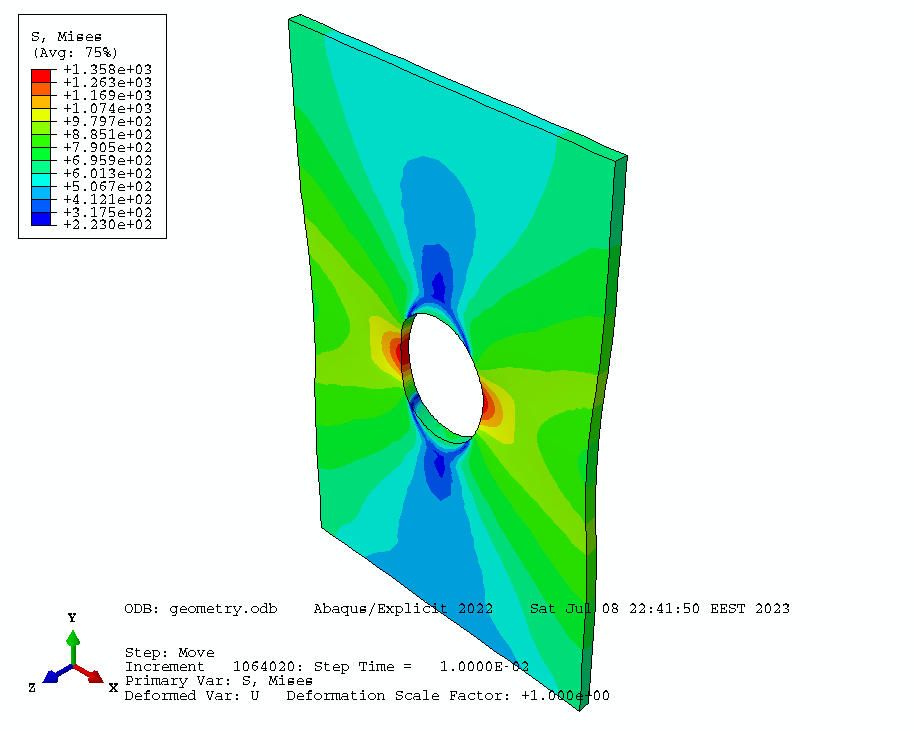 S, Mises
(Avg: 75%)
+1.358e+03
+1.263e+03
+1.169e+03
+1.074e+03
+9.797e+02
+8.851e+02
+7.905e+02
+6.959e+02
+6.013e+02
+5.067e+02
+4.121e+02
+3.175e+02
+2.230e+02
ODB: geometry.odb    Abaqus/Explicit 2022    Sat Jul 08 22:41:50 EEST 2023
Y
Z
X
Step: Move
Increment   1064020: Step Time =   1.0000E-02
Primary Var: S, Mises
Deformed Var: U   Deformation Scale Factor: +1.000e+00